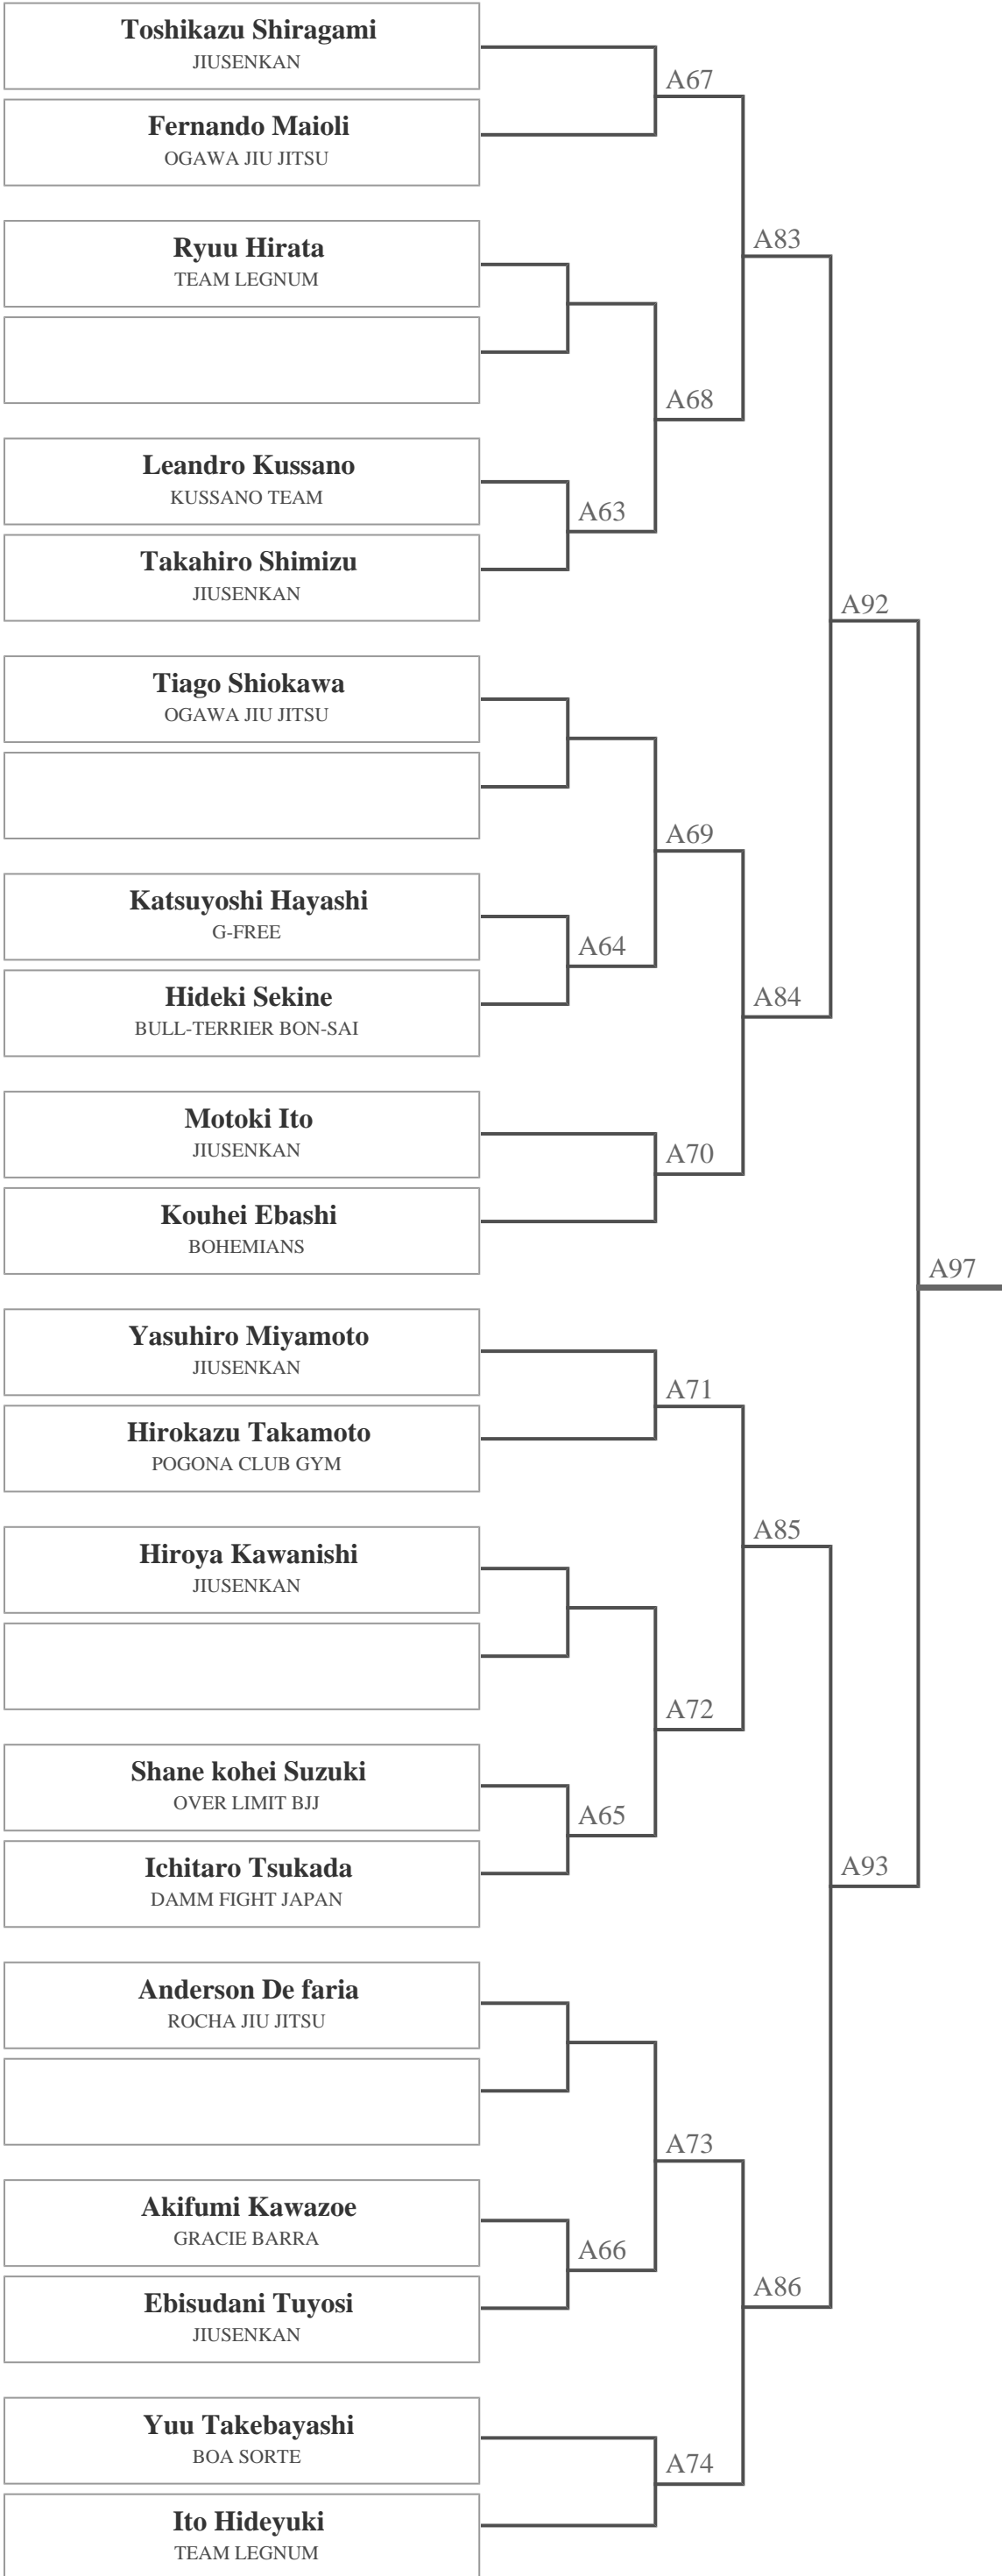 Toshikazu Shiragami
JIUSENKAN
A67
Fernando Maioli
OGAWA JIU JITSU
Ryuu Hirata
TEAM LEGNUM
A83
A68
Leandro Kussano
KUSSANO TEAM
A63
Takahiro Shimizu
JIUSENKAN
A92
Tiago Shiokawa
OGAWA JIU JITSU
A69
Katsuyoshi Hayashi
G-FREE
A64
Hideki Sekine
BULL-TERRIER BON-SAI
A84
Motoki Ito
JIUSENKAN
A70
Kouhei Ebashi
BOHEMIANS
A97
Yasuhiro Miyamoto
JIUSENKAN
A71
Hirokazu Takamoto
POGONA CLUB GYM
A85
Hiroya Kawanishi
JIUSENKAN
A72
Shane kohei Suzuki
OVER LIMIT BJJ
A65
Ichitaro Tsukada
DAMM FIGHT JAPAN
A93
Anderson De faria
ROCHA JIU JITSU
A73
Akifumi Kawazoe
GRACIE BARRA
A66
Ebisudani Tuyosi
JIUSENKAN
A86
Yuu Takebayashi
BOA SORTE
A74
Ito Hideyuki
TEAM LEGNUM